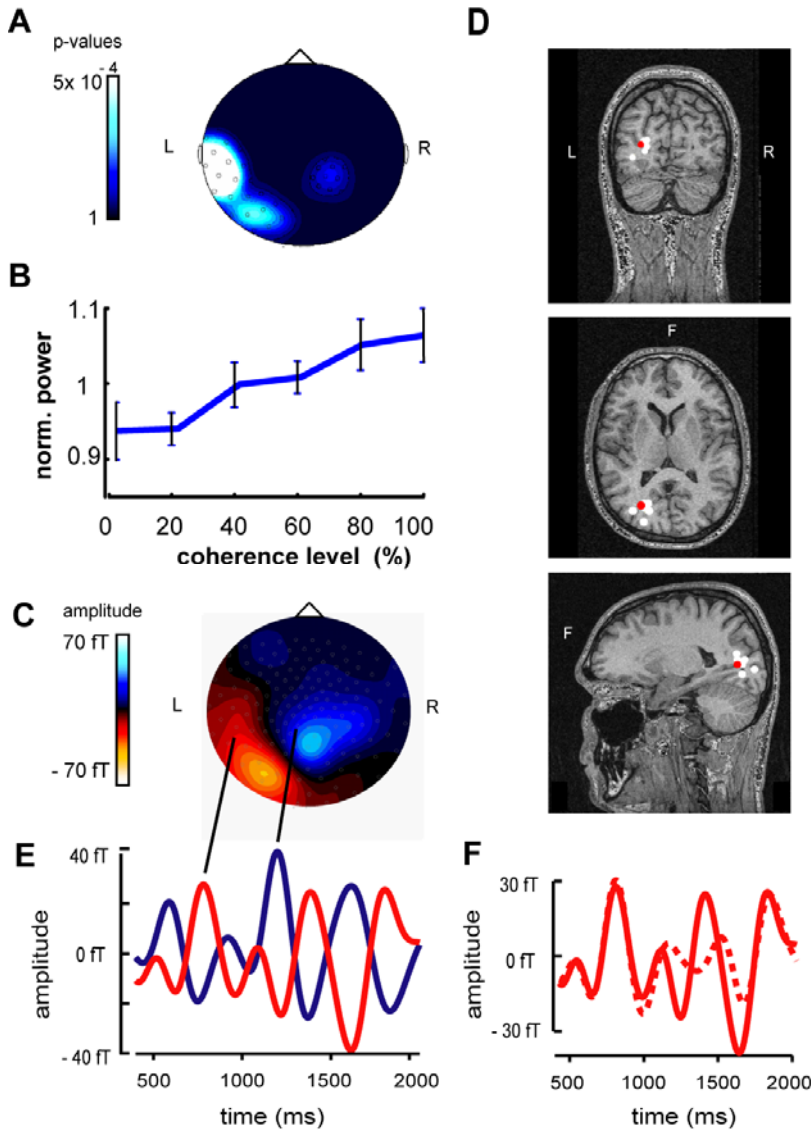 A
p-values
5x 10 - 4
1
L
R
B
1.1
1
0.9
norm. power
0 20 40 60 80 100
coherence level (%)
C
amplitude
70 fT
- 70 fT
L
R
D
L
R
F
F
E
40 fT
0 fT
- 40 fT
amplitude
500 1000 1500 2000
time (ms)
F
30 fT
0 fT
- 30 fT
amplitude
500 1000 1500 2000
time (ms)